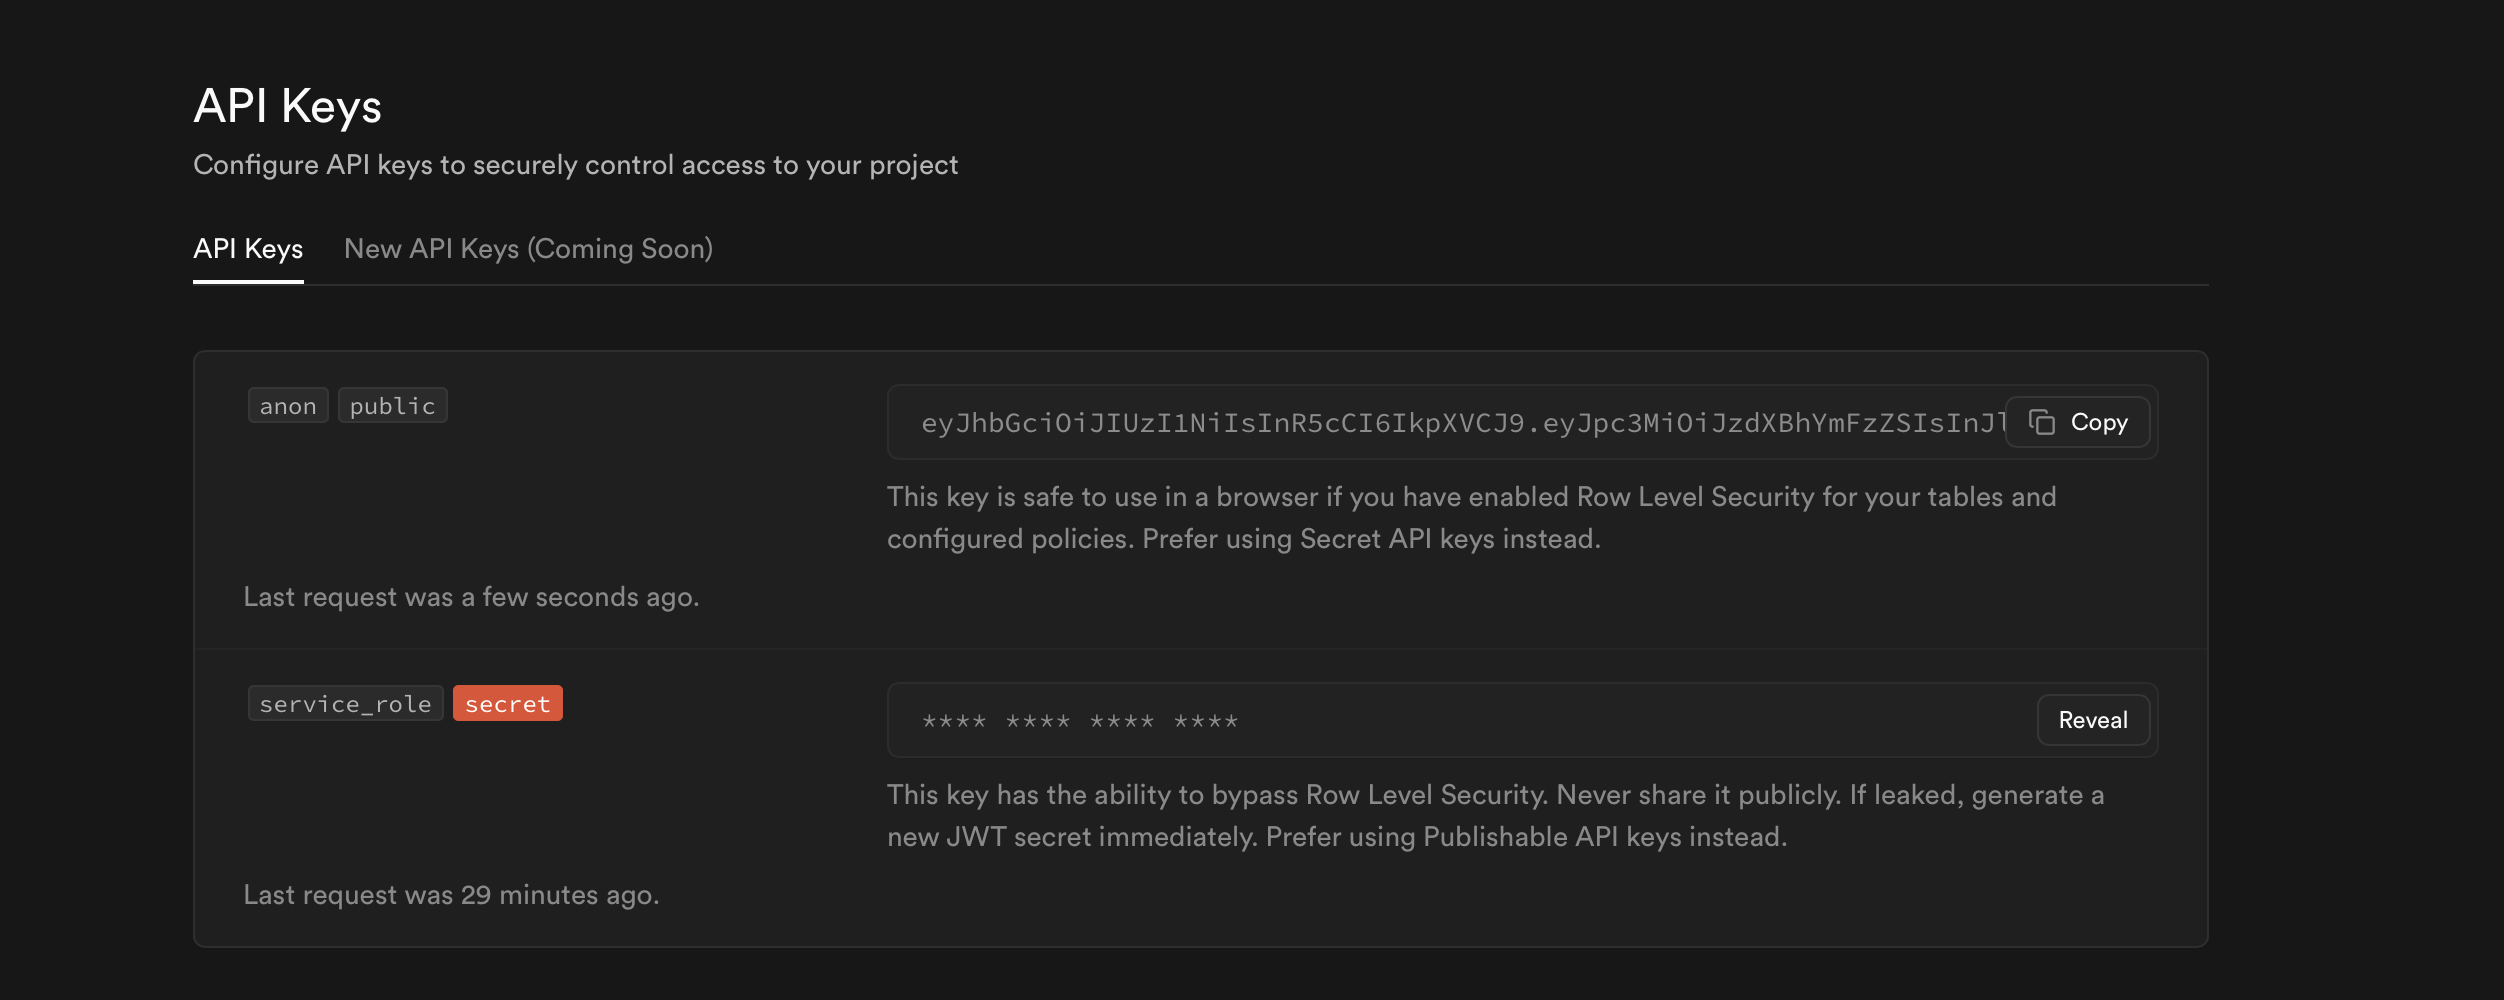 API Keys
Configure API keys to securely control access to your project
API Keys New API Keys (Coming Soon)
anon public
eyJhbGciOiJIUzI1NiIsInR5cCI6IkpXVCJ9.eyJpc3MiOiJzdXBhYmFzZSIsInJl Copy
This key is safe to use in a browser if you have enabled Row Level Security for your tables and
configured policies. Prefer using Secret API keys instead.
Last request was a few seconds ago.
service_role secret
**** **** **** **** Reveal
This key has the ability to bypass Row Level Security. Never share it publicly. If leaked, generate a
new JWT secret immediately. Prefer using Publishable API keys instead.
Last request was 29 minutes ago.